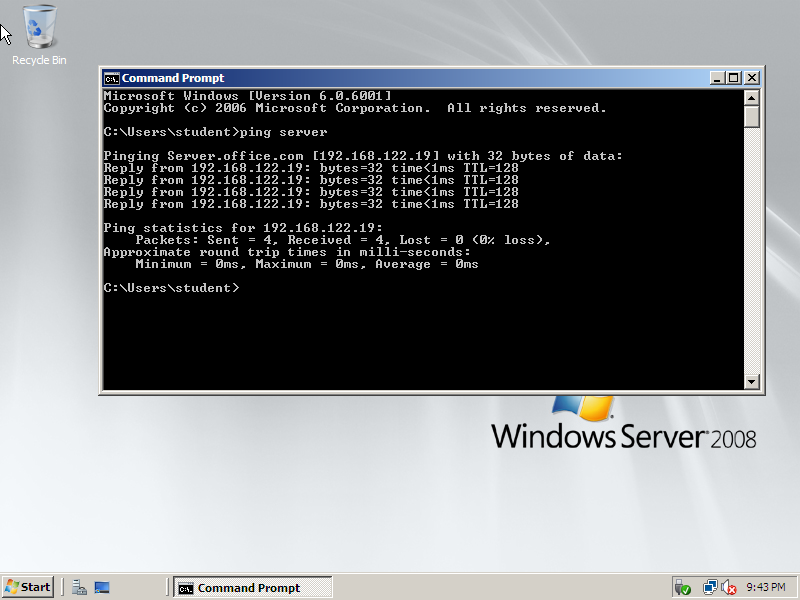 Recycle Bin
Command Prompt
Microsoft Windows [Version 6.0.6001]
Copyright (c) 2006 Microsoft Corporation.  All rights reserved.
C:\Users\student>ping server
Pinging Server.office.com [192.168.122.19] with 32 bytes of data:
Reply from 192.168.122.19: bytes=32 time<1ms TTL=128
Reply from 192.168.122.19: bytes=32 time<1ms TTL=128
Reply from 192.168.122.19: bytes=32 time<1ms TTL=128
Reply from 192.168.122.19: bytes=32 time<1ms TTL=128
Ping statistics for 192.168.122.19:
    Packets: Sent = 4, Received = 4, Lost = 0 (0% loss),
Approximate round trip times in milli-seconds:
    Minimum = 0ms, Maximum = 0ms, Average = 0ms
C:\Users\student>
Windows Server 2008
Start
Command Prompt
9:43 PM